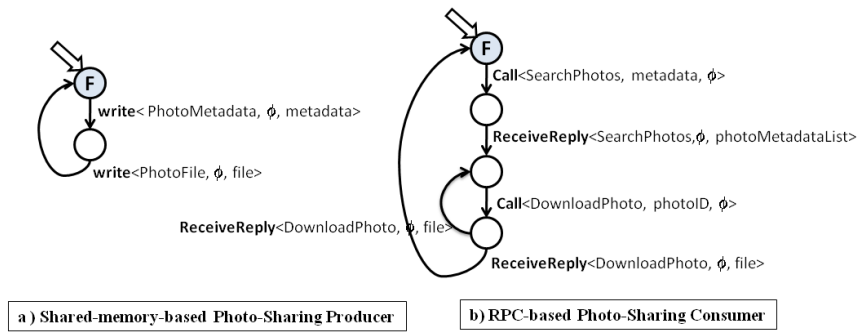 F
write< PhotoMetadata, ϕ, metadata>
write<PhotoFile, ϕ, file>
F
Call<SearchPhotos, metadata, ϕ>
ReceiveReply<SearchPhotos,ϕ, photoMetadataList>
Call<DownloadPhoto, photoID, ϕ>
ReceiveReply<DownloadPhoto, ϕ, file>
ReceiveReply<DownloadPhoto, ϕ, file>
a ) Shared-memory-based Photo-Sharing Producer
b) RPC-based Photo-Sharing Consumer